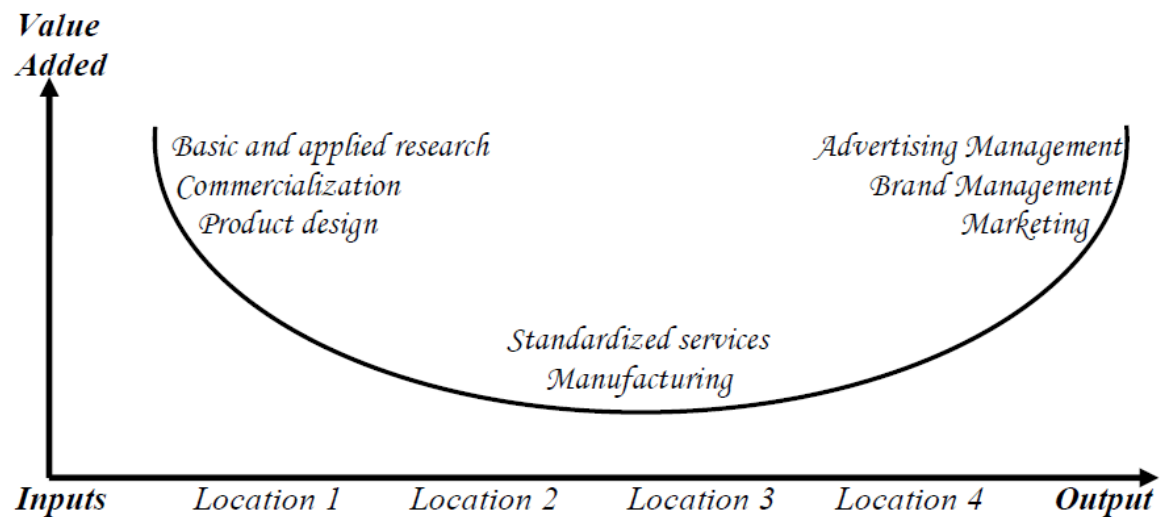 Value
Added
Basic and applied research
Commercialization
Product design
Advertising Management
Brand Management
Marketing
Standardized services
Manufacturing
Inputs Location 1 Location 2 Location 3 Location 4 Output